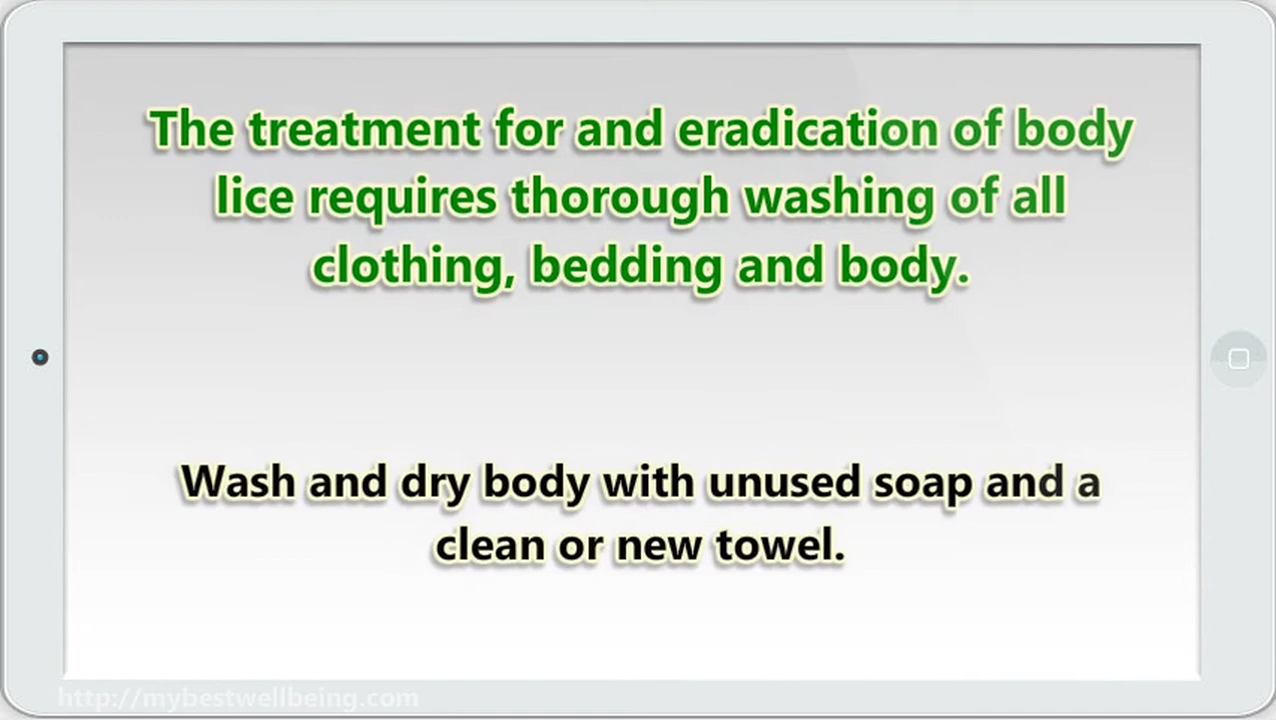 The treatment for and eradication of body
lice requires thorough washing of all
clothing, bedding and body.
Wash and dry body with unused soap and a
clean or new towel.
http://mybestwellbeing.com